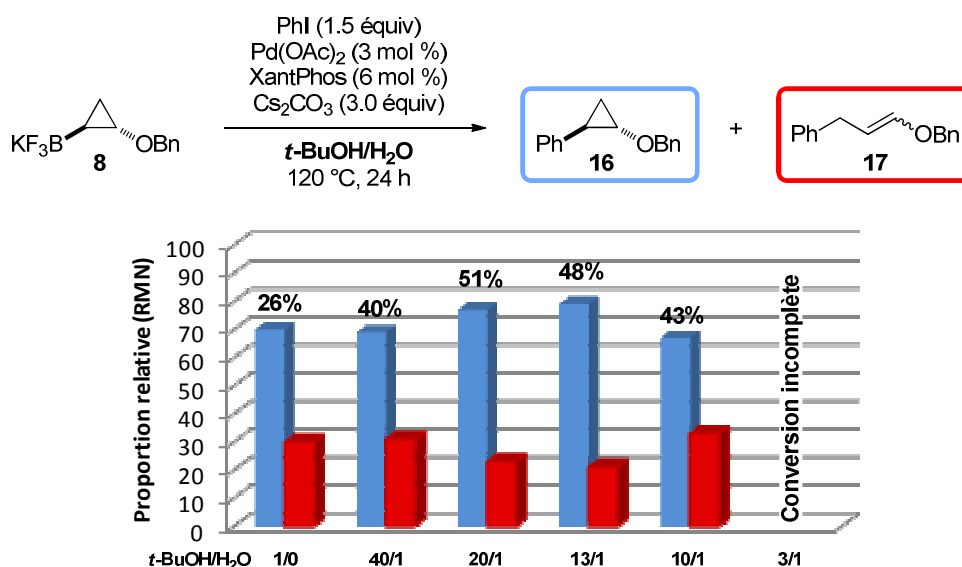 PhI (1.5 équiv)
Pd(OAc)2 (3 mol %)
XantPhos (6 mol %)
Cs2CO3 (3.0 équiv)
t-BuOH/H2O
120 °C, 24 h
KF3B
OBn
8
Ph
OBn
16
+
Ph
OBn
17
Proportion relative (RMN)
100
90
80
70
60
50
40
30
20
10
0
26%
40%
51%
48%
43%
Conversion incomplète
t-BuOH/H2O 1/0 40/1 20/1 13/1 10/1 3/1